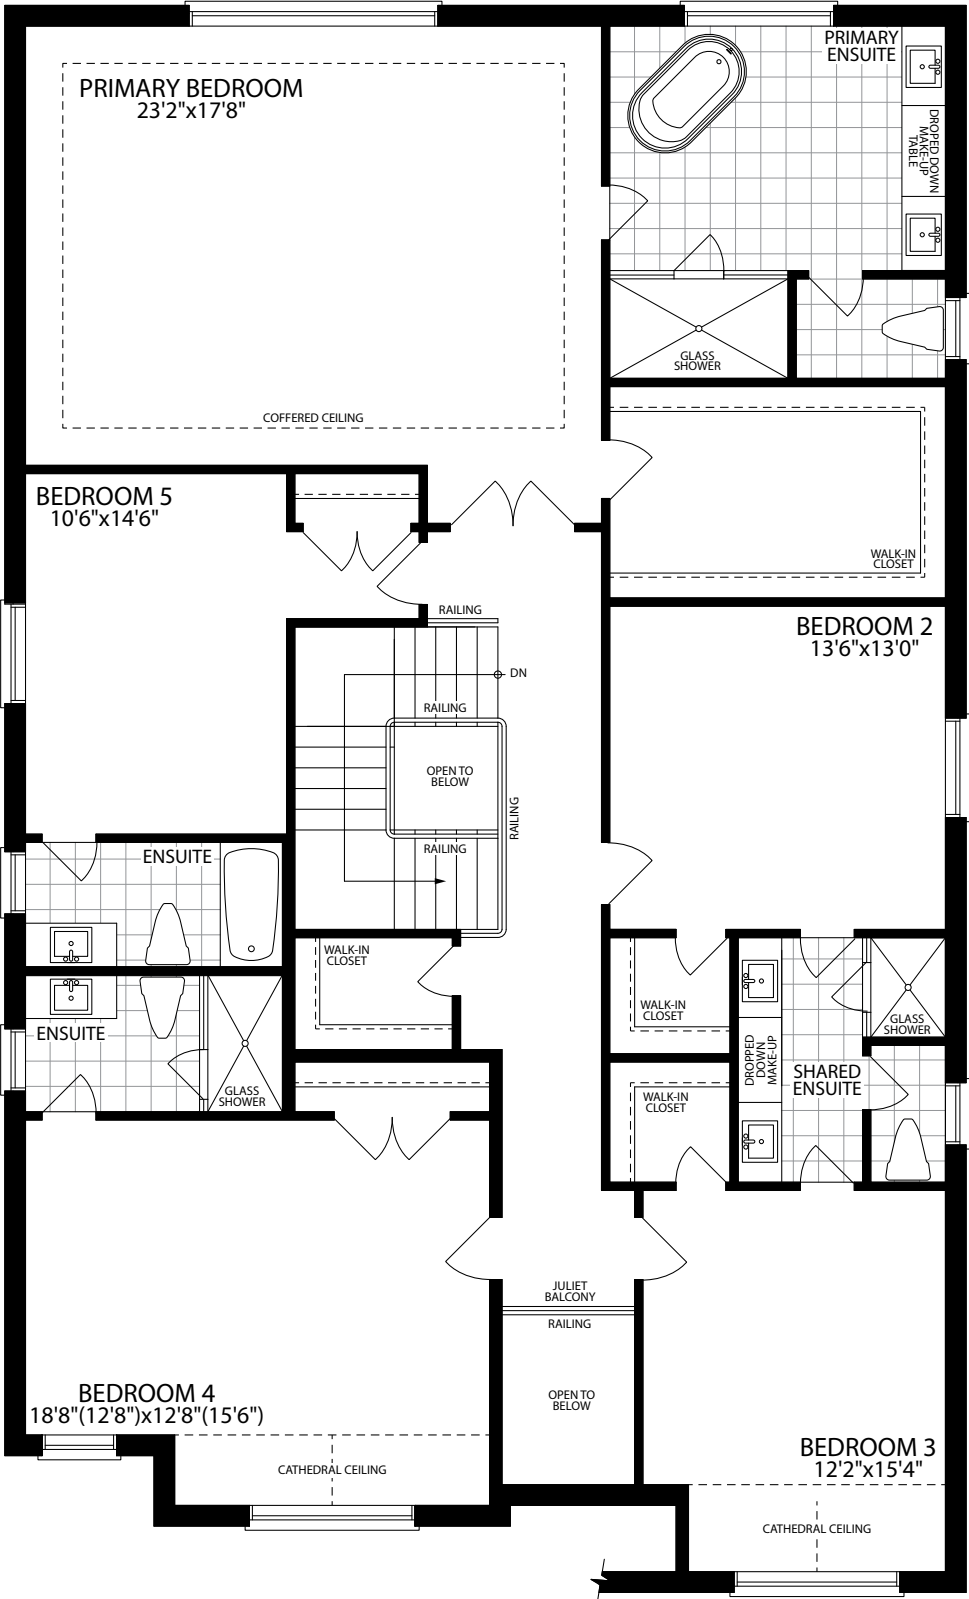 PRIMARY BEDROOM
23'2"x17'8"
COFFERED CEILING
PRIMARY
ENSUITE
DROPED DOWN
MAKE-UP
TABLE
GLASS
SHOWER
WALK-IN
CLOSET
BEDROOM 5
10'6"x14'6"
RAILING
DN
RAILING
OPEN TO
BELOW
RAILING
RAILING
BEDROOM 2
13'6"x13'0"
ENSUITE
WALK-IN
CLOSET
ENSUITE
GLASS
SHOWER
WALK-IN
CLOSET
DROPPED
DOWN
MAKE-UP
GLASS
SHOWER
SHARED
ENSUITE
WALK-IN
CLOSET
JULIET
BALCONY
RAILING
OPEN TO
BELOW
BEDROOM 4
18'8"(12'8")x12'8"(15'6")
CATHEDRAL CEILING
BEDROOM 3
12'2"x15'4"
CATHEDRAL CEILING